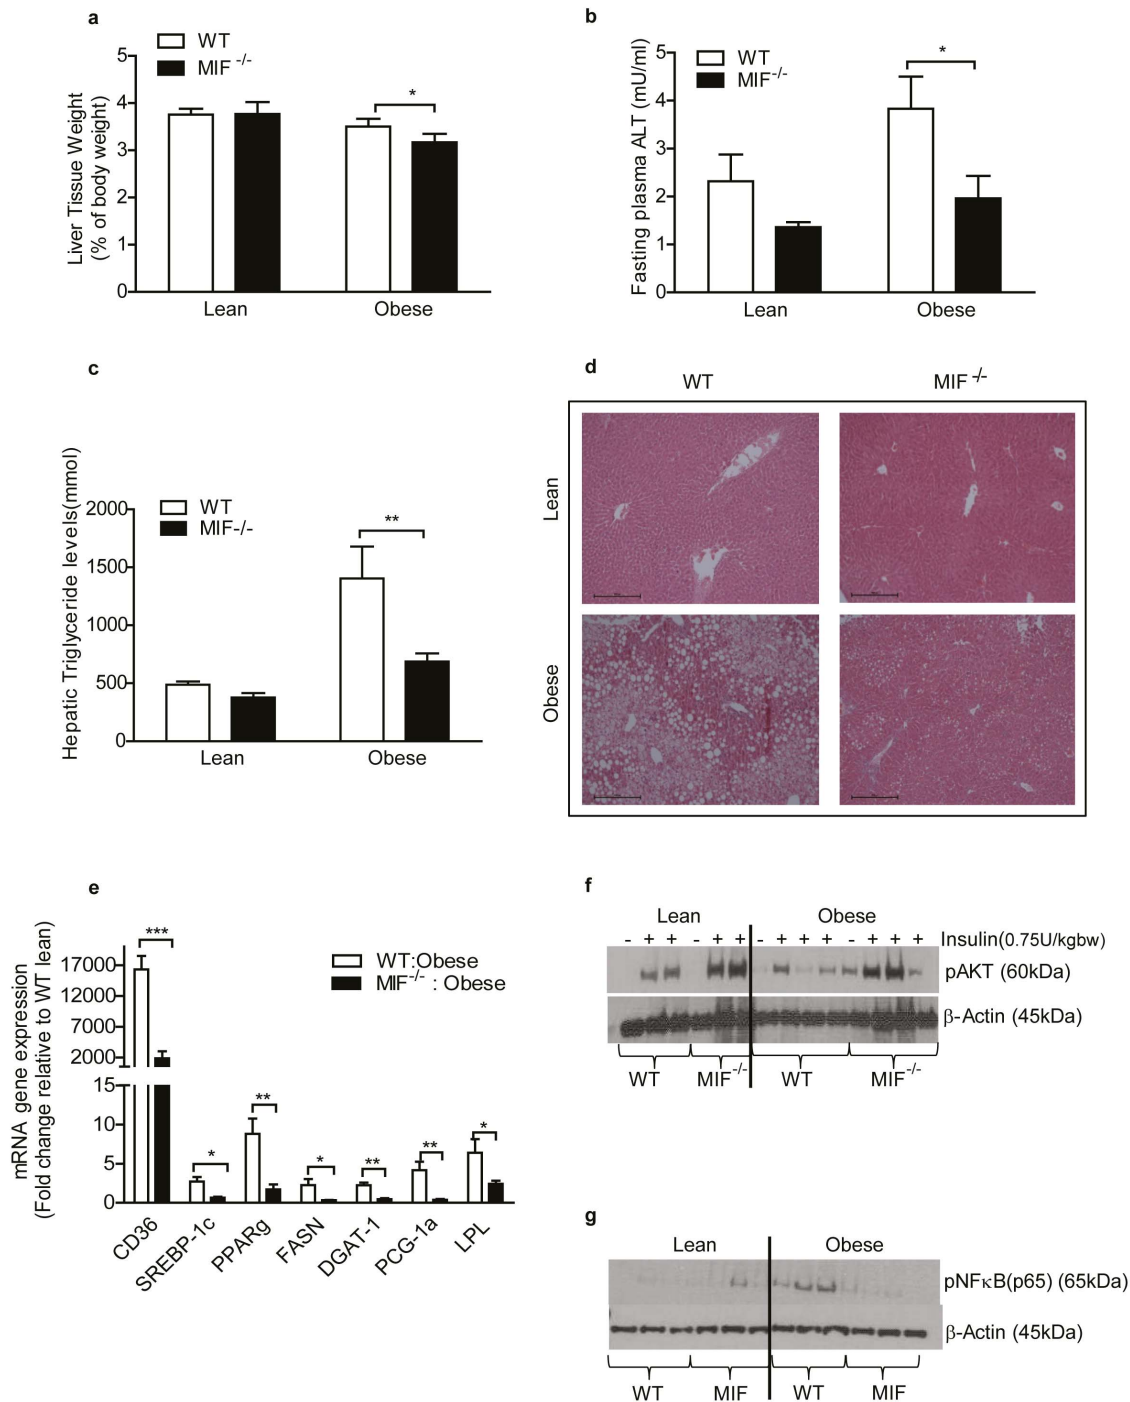 a
WT
MIF -/-
Liver Tissue Weight
(% of body weight)
5
4
3
2
1
0
Lean Obese
*
b
WT
MIF-/-
Fasting plasma ALT (mU/ml)
5
4
3
2
1
0
Lean Obese
*
c
WT
MIF-/-
Hepatic Triglyceride levels(mmol)
2000
1500
1000
500
0
Lean Obese
**
d
WT MIF -/-
Lean
Obese
e
mRNA gene expression
(Fold change relative to WT lean)
WT:Obese
MIF-/- : Obese
17000
12000
7000
2000
15
10
5
0
*** * ** * ** ** *
CD36 SREBP-1c PPARg FASN DGAT-1 PCG-1a LPL
f
Lean Obese
- + + + + - + + + - + + + Insulin(0.75U/kgbw)
pAKT (60kDa)
β-Actin (45kDa)
WT MIF-/- WT MIF-/-
g
Lean Obese
pNFκB(p65) (65kDa)
β-Actin (45kDa)
WT MIF WT MIF